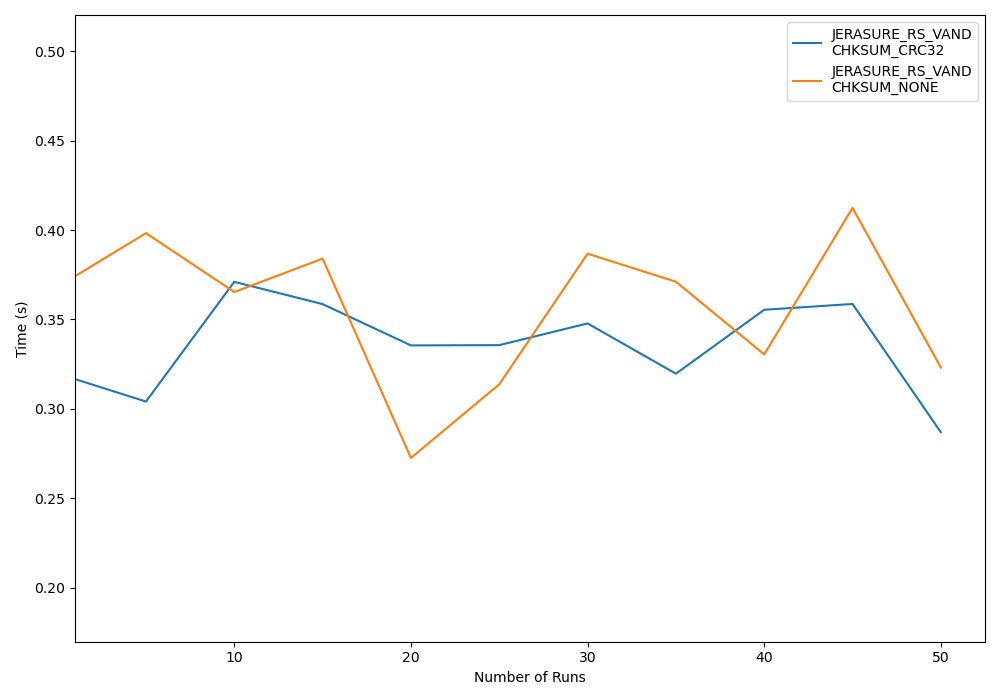 0.50
0.45
0.40
0.35
0.30
0.25
0.20
Time (s)
10
20
30
40
50
Number of Runs
JERASURE_RS_VAND
CHKSUM_CRC32
JERASURE_RS_VAND
CHKSUM_NONE